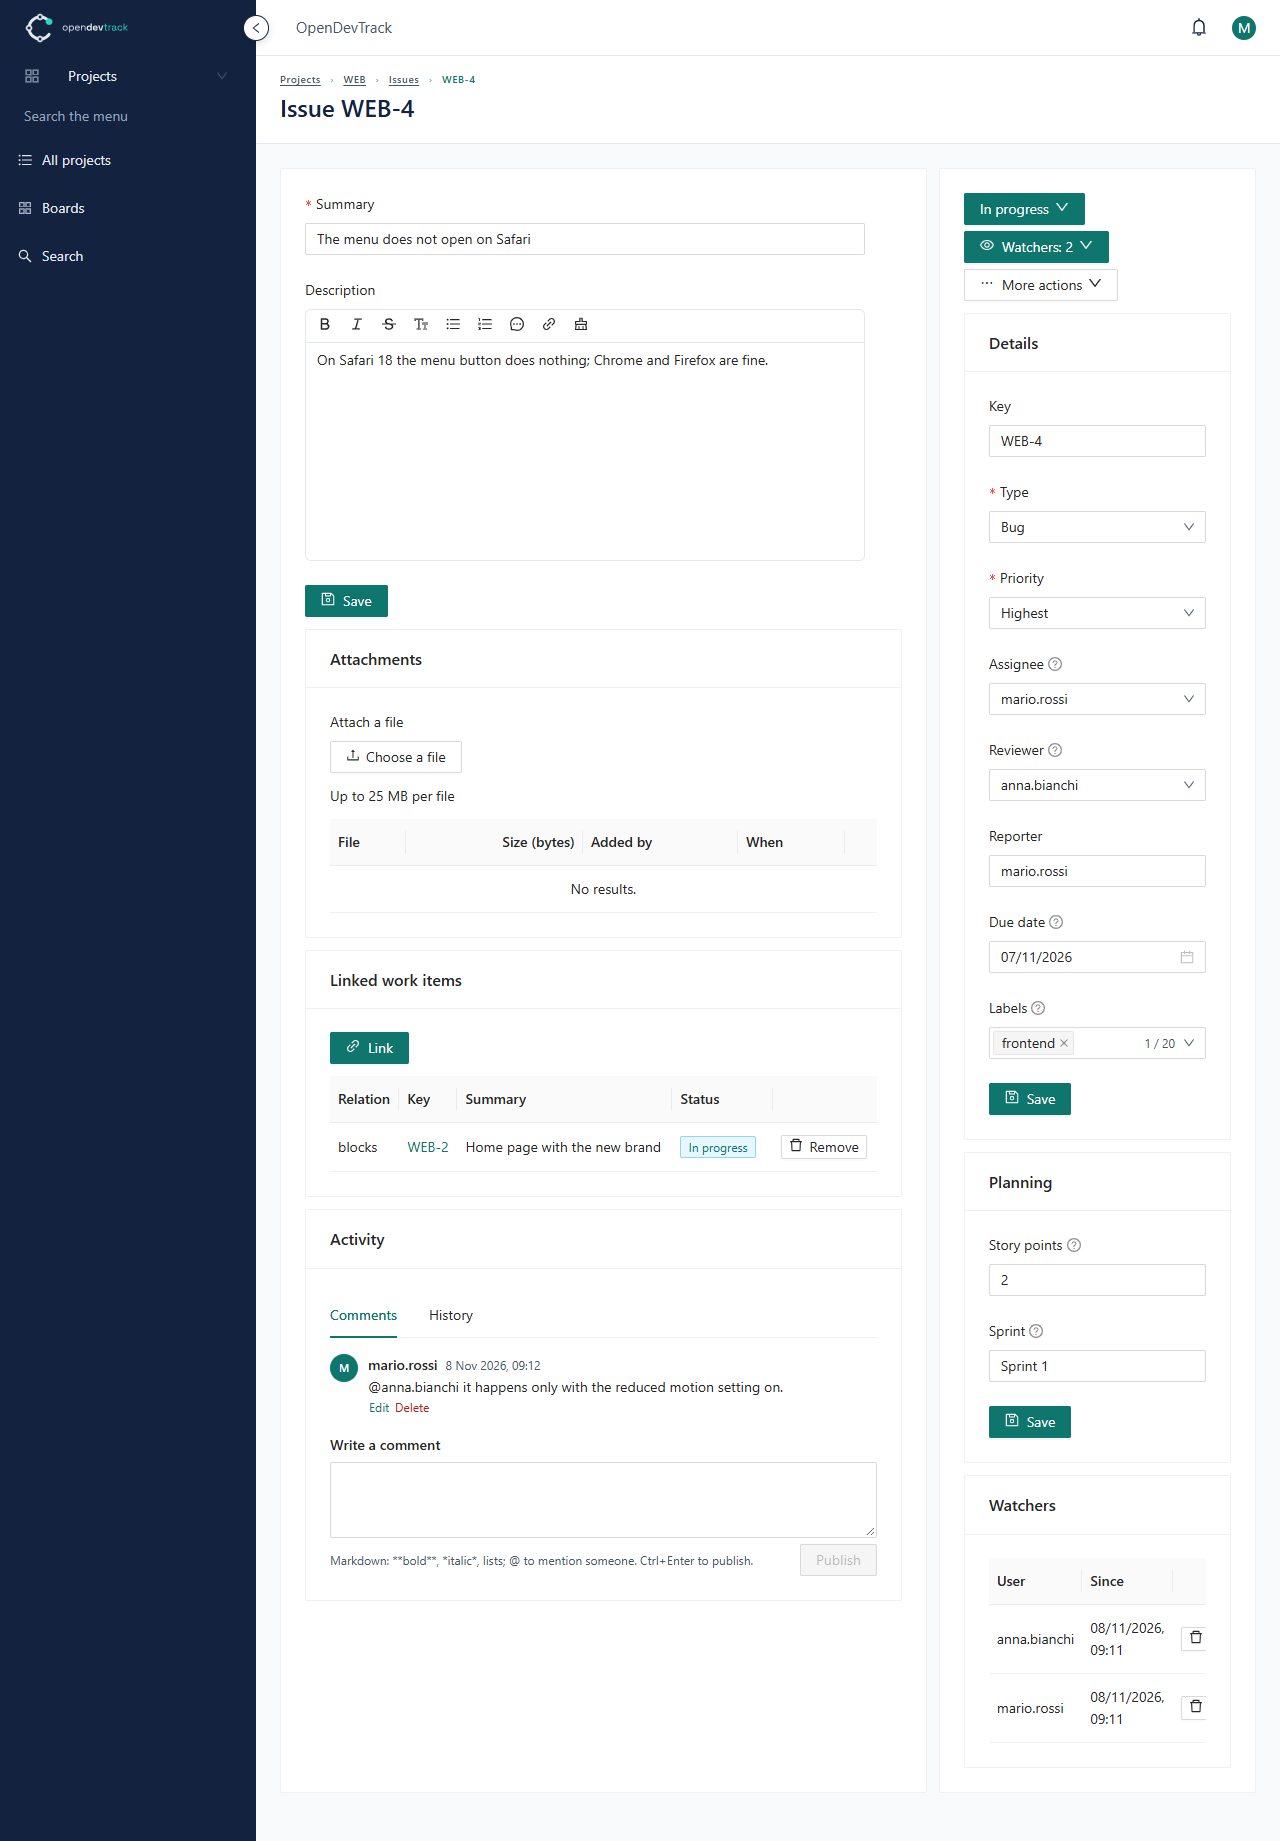 opendevtrack
Projects
Search the menu
All projects
Boards
Search
OpenDevTrack
M
Projects › WEB › Issues › WEB-4
Issue WEB-4
* Summary
The menu does not open on Safari
Description
On Safari 18 the menu button does nothing; Chrome and Firefox are fine.
Save
Attachments
Attach a file
Choose a file
Up to 25 MB per file
File Size (bytes) Added by When
No results.
Linked work items
Link
Relation Key Summary Status
blocks WEB-2 Home page with the new brand In progress Remove
Activity
Comments History
M mario.rossi 8 Nov 2026, 09:12
@anna.bianchi it happens only with the reduced motion setting on.
Edit Delete
Write a comment
Markdown: **bold**, *italic*, lists; @ to mention someone. Ctrl+Enter to publish.
Publish
In progress
Watchers: 2
More actions
Details
Key
WEB-4
* Type
Bug
* Priority
Highest
Assignee
mario.rossi
Reviewer
anna.bianchi
Reporter
mario.rossi
Due date
07/11/2026
Labels
frontend 1 / 20
Save
Planning
Story points
2
Sprint
Sprint 1
Save
Watchers
User Since
anna.bianchi 08/11/2026, 09:11
mario.rossi 08/11/2026, 09:11